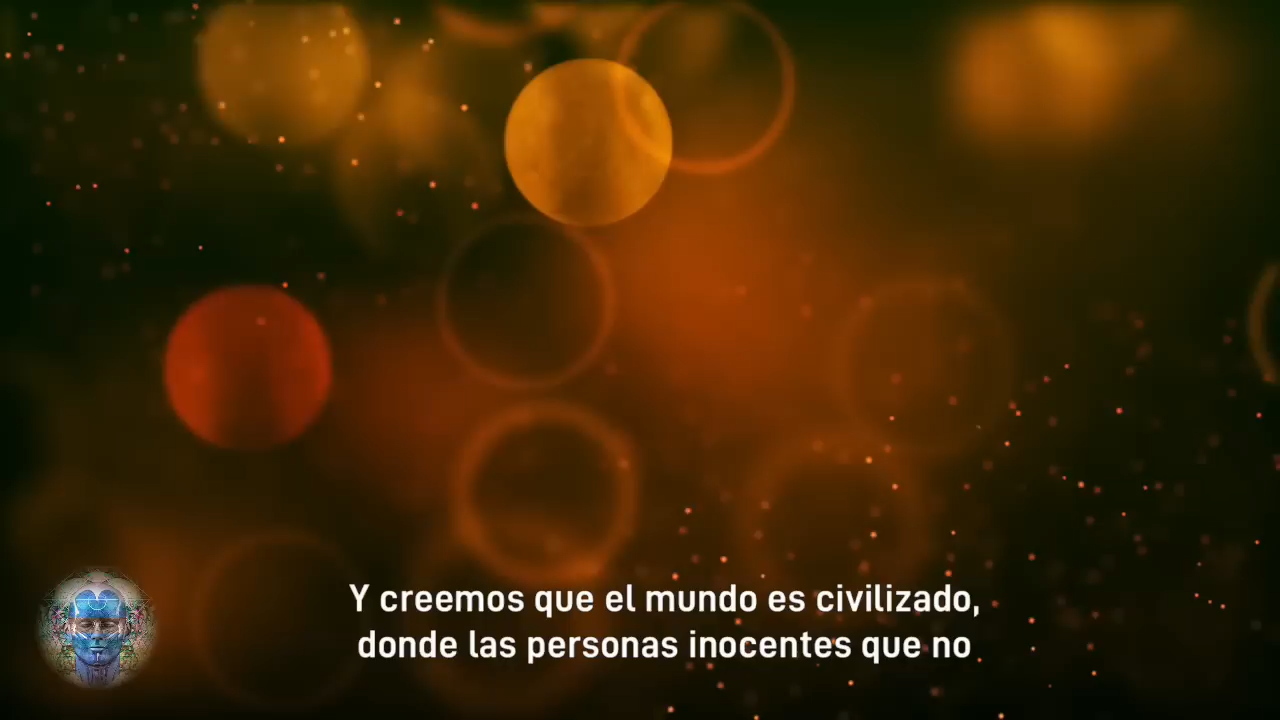 Y creemos que el mundo es civilizado,
donde las personas inocentes que no